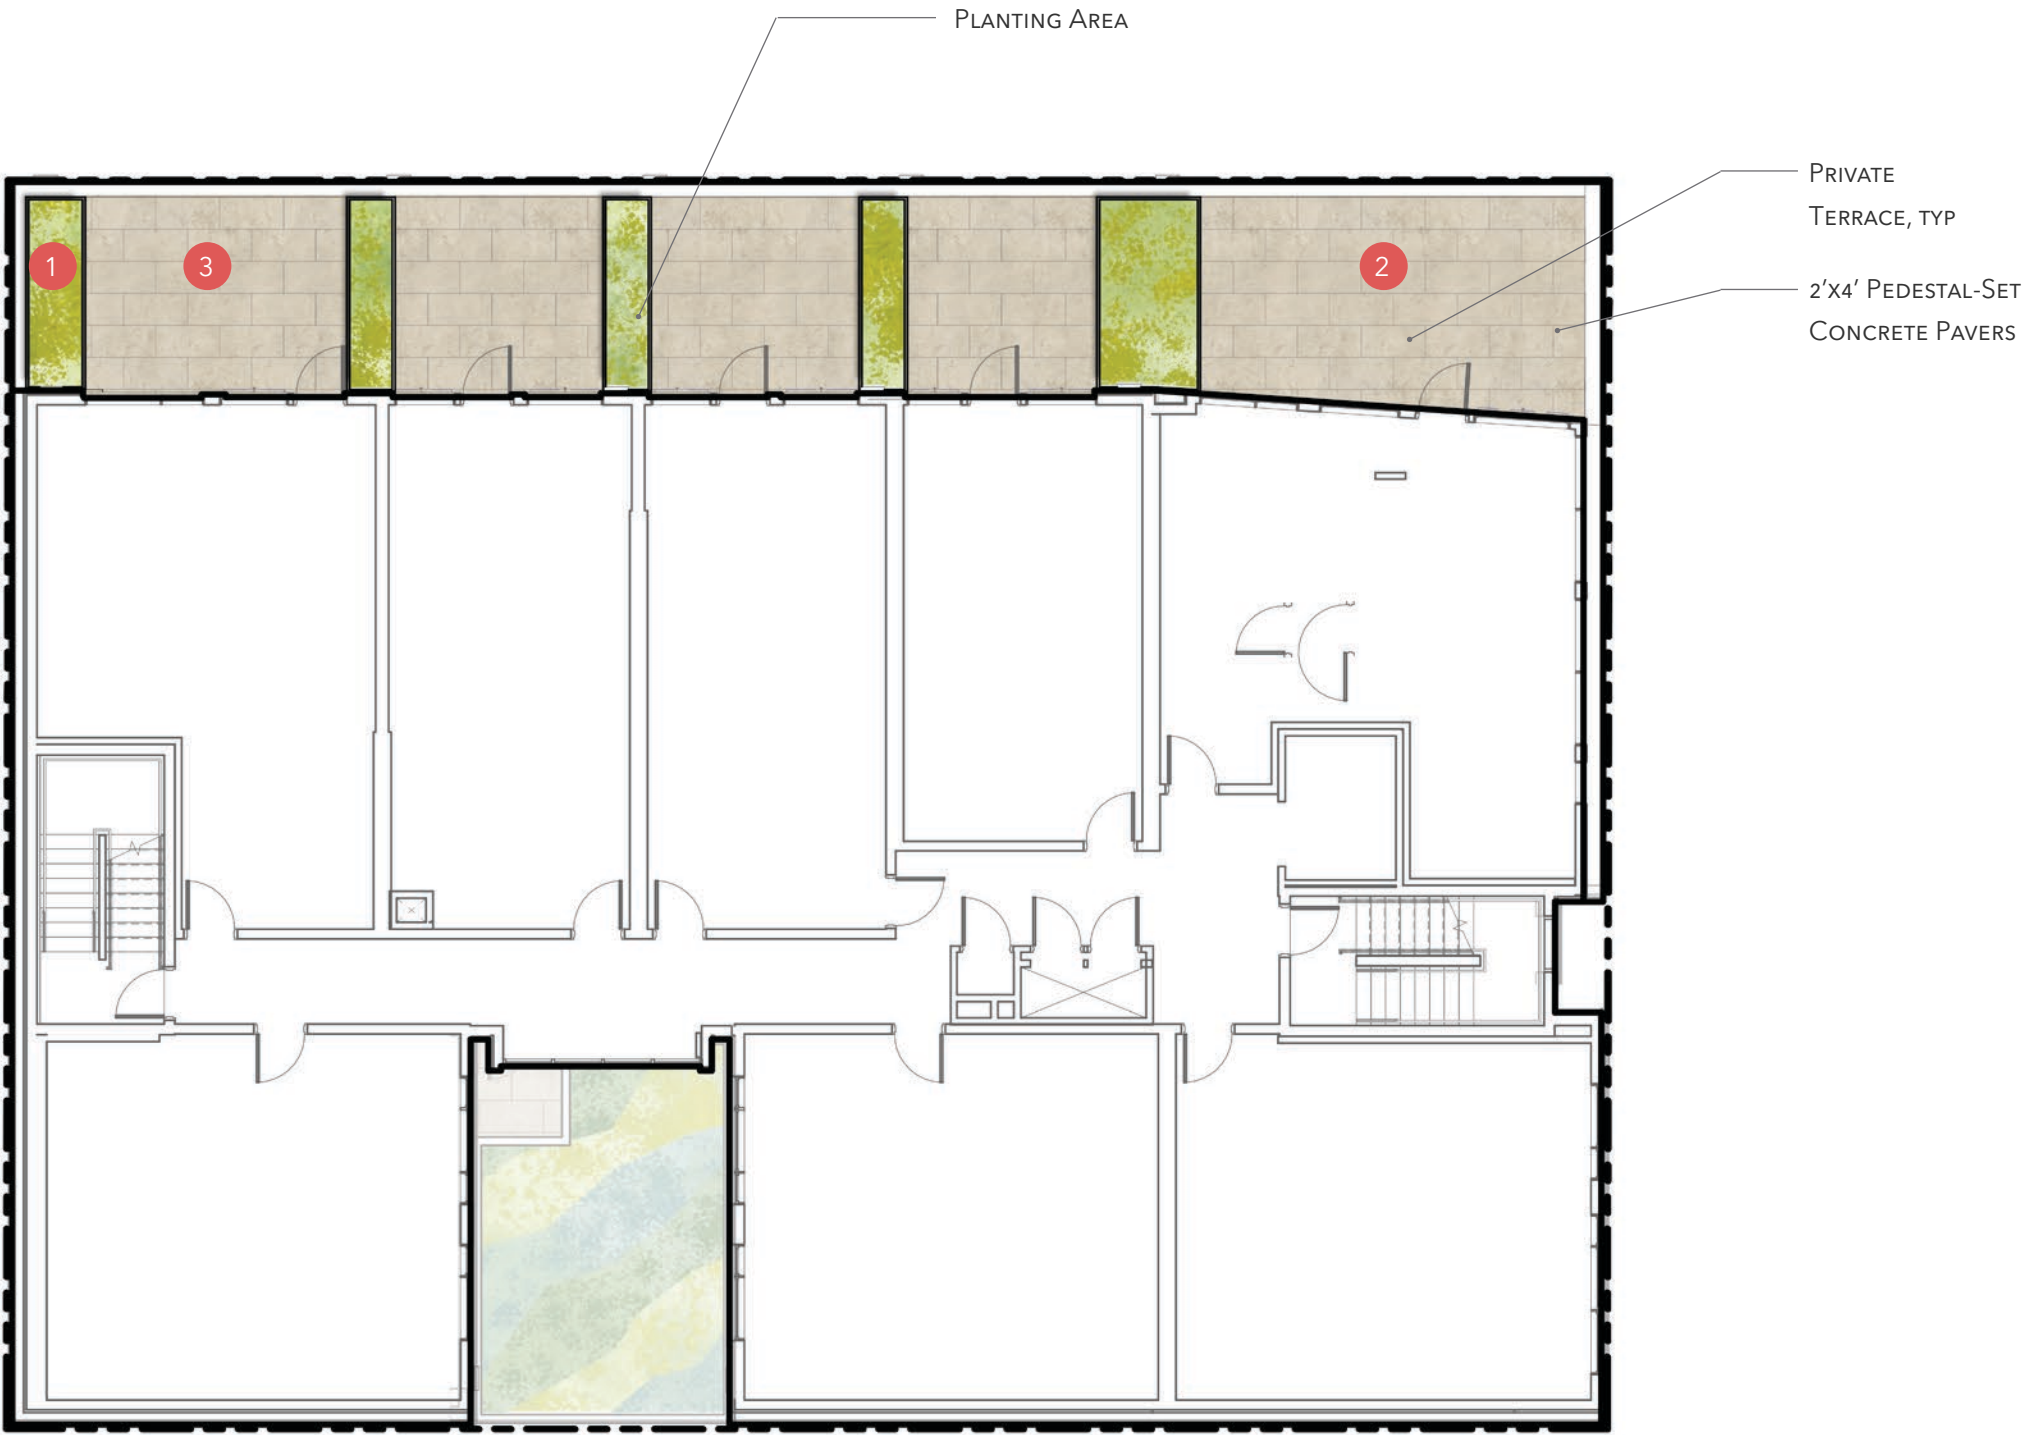 Planting Area
Private
Terrace, typ
1
3
2
2'x4' Pedestal-Set
Concrete Pavers